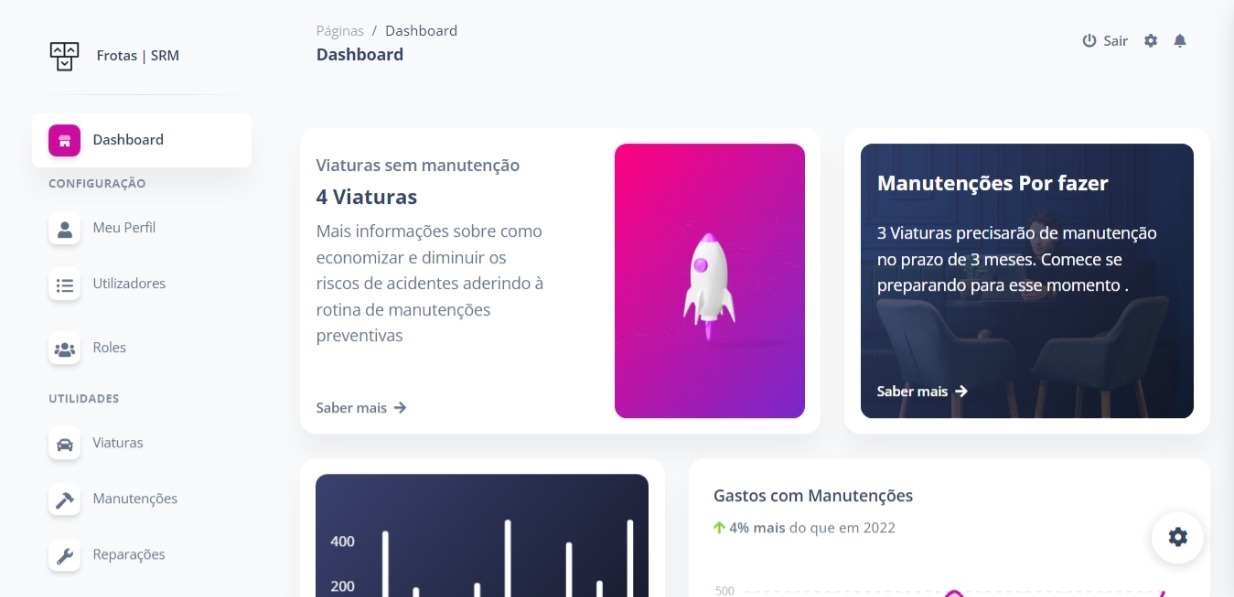 Frotas | SRM
Dashboard
CONFIGURAÇÃO
Meu Perfil
Utilizadores
Roles
UTILIDADES
Viaturas
Manutenções
Reparações
Páginas / Dashboard
Dashboard
Sair
Viaturas sem manutenção
4 Viaturas
Mais informações sobre como
economizar e diminuir os
riscos de acidentes aderindo à
rotina de manutenções
preventivas
Saber mais
Manutenções Por fazer
3 Viaturas precisarão de manutenção
no prazo de 3 meses. Comece se
preparando para esse momento .
Saber mais
400
200
Gastos com Manutenções
4% mais do que em 2022
500